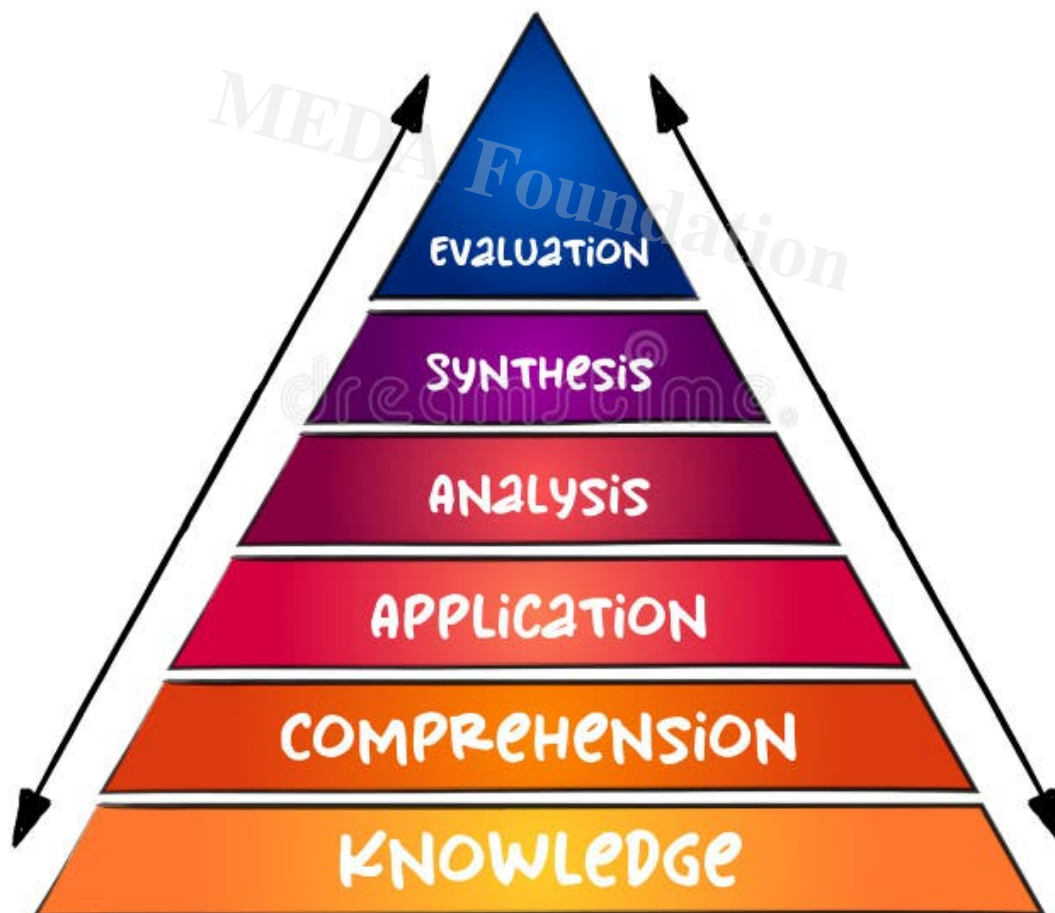 MEDA Foundation
EVALUATION
SYNTHESIS
dreamstime.
ANALYSIS
APPLICATION
COMPREHENSION
KNOWLEDGE